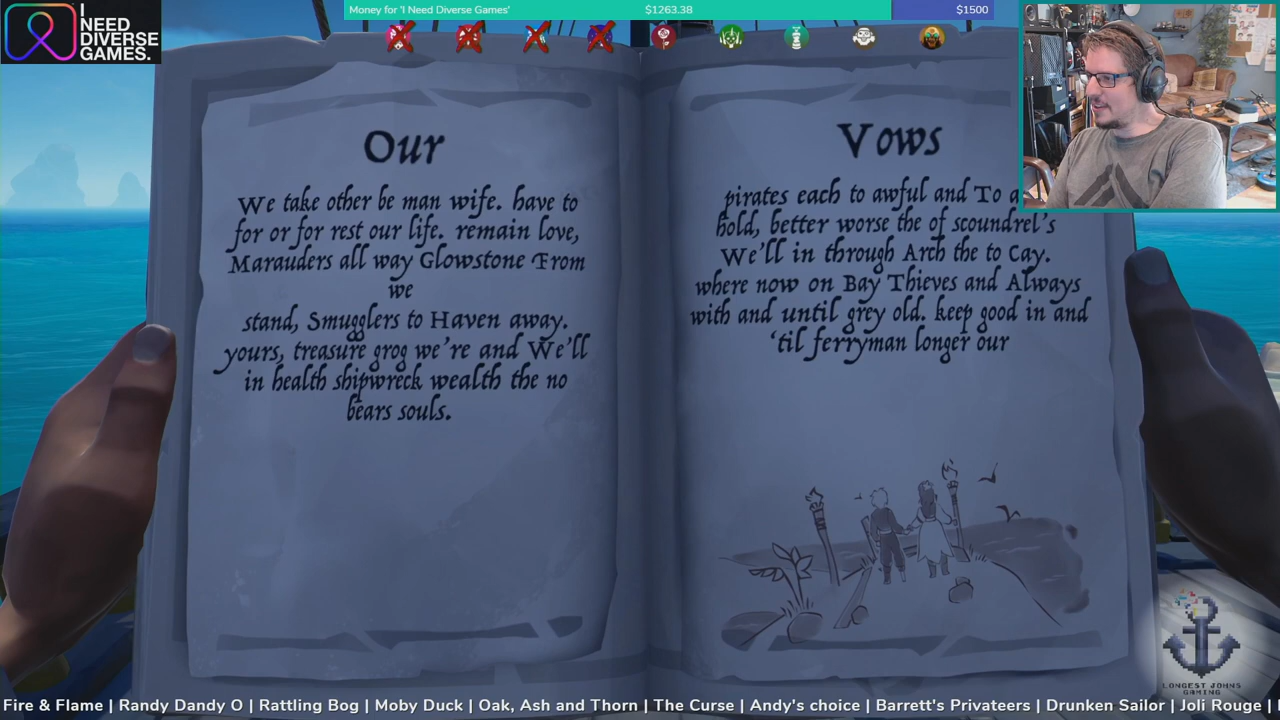 I
NEED
DIVERSE
GAMES.
Money for 'I Need Diverse Games'
$1263.38
$1500
Our
We take other be man wife. have to
for or for rest our life. remain love,
Marauders all way Glowstone From
we
stand, Smugglers to Haven away.
yours, treasure grog we're and We'll
in health shipwreck wealth the no
bears souls.
Vows
pirates each to awful and To
hold, better worse the of scoundrel's
We'll in through Arch the to Cay.
where now on Bay Thieves and Always
with and until grey old. keep good in and
'til ferryman longer our
LONGEST JOHNS
GAMING
Fire & Flame | Randy Dandy O | Rattling Bog | Moby Duck | Oak, Ash and Thorn | The Curse | Andy's choice | Barrett's Privateers | Drunken Sailor | Joli Rouge |